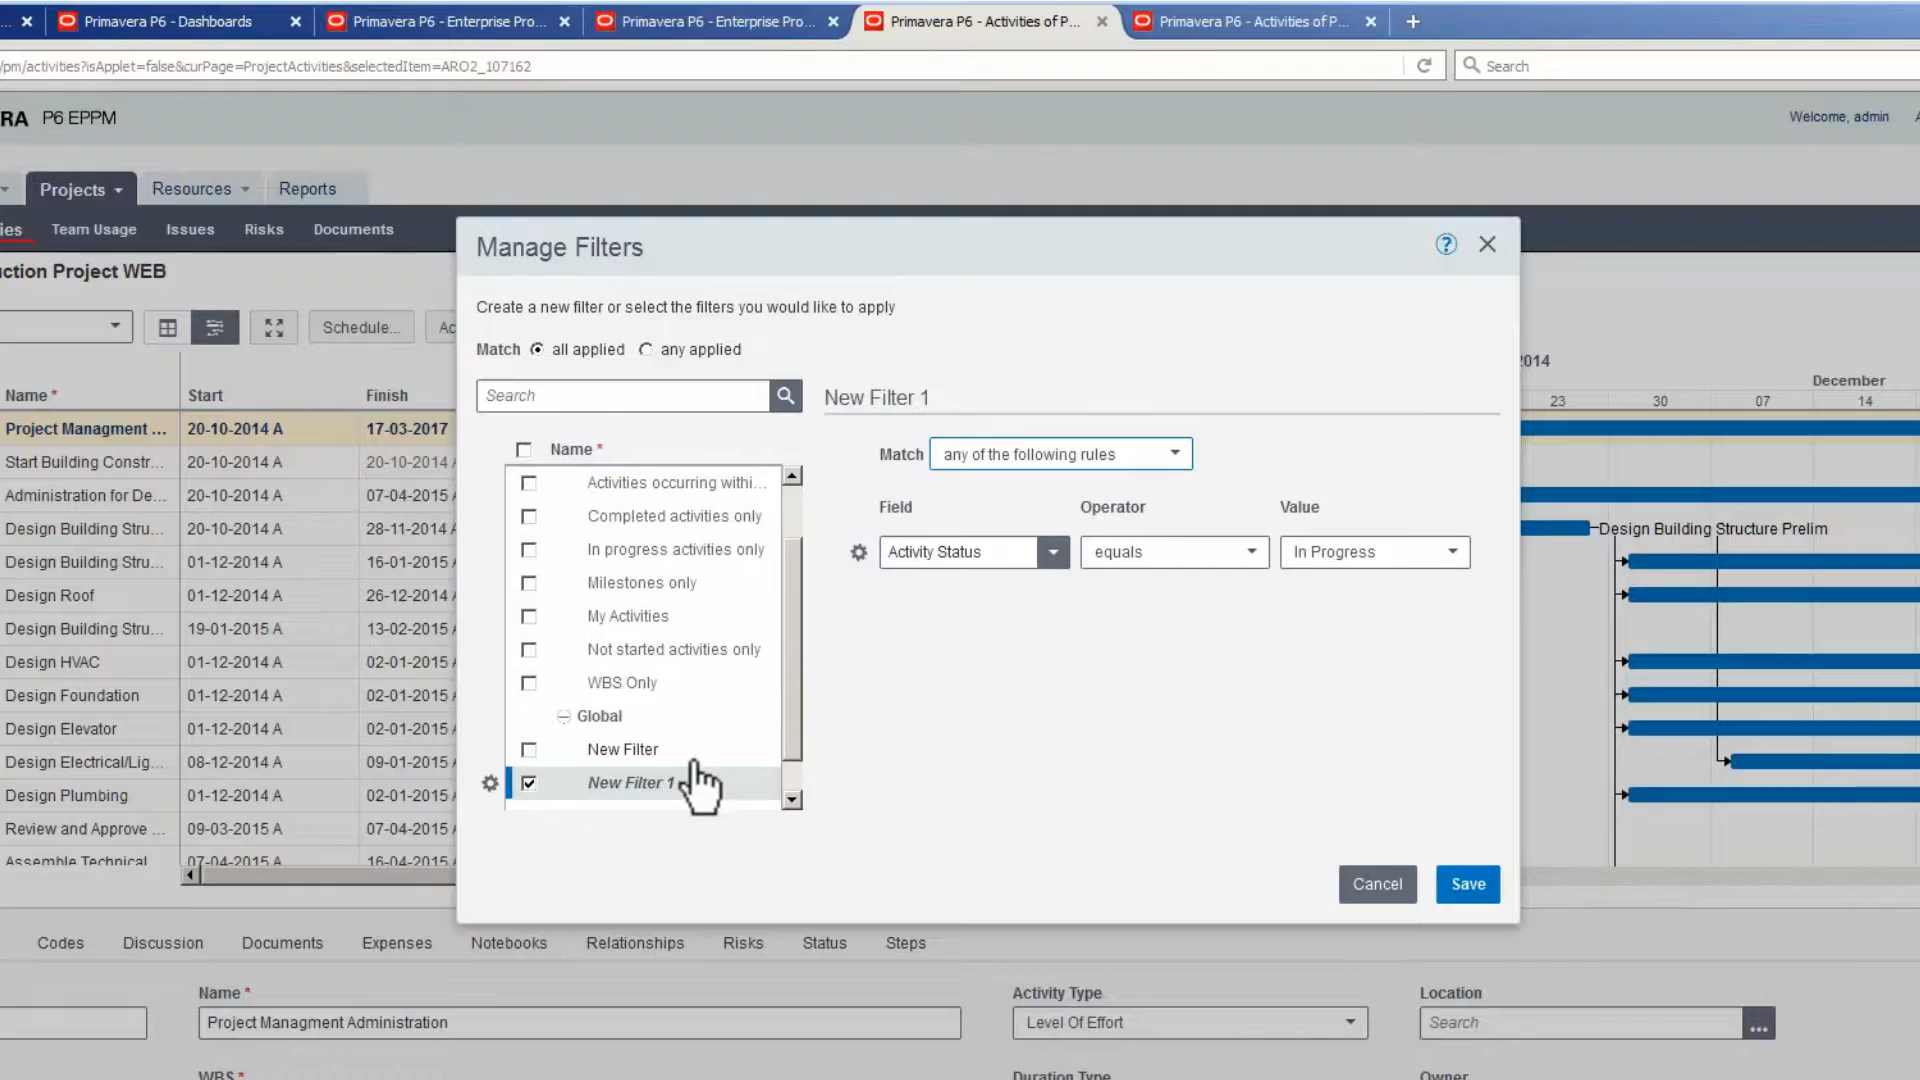 ...
Primavera P6 - Dashboards
Primavera P6 - Enterprise Pro...
Primavera P6 - Enterprise Pro...
Primavera P6 - Activities of P...
Primavera P6 - Activities of P...
/pm/activities?isApplet=false&curPage=ProjectActivities&selectedItem=ARO2_107162
Search
RA P6 EPPM
Welcome, admin
Projects
Resources
Reports
ies
Team Usage
Issues
Risks
Documents
uction Project WEB
Schedule...
Ac
Name *
Start
Finish
Project Managment ... 20-10-2014 A 17-03-2017
Start Building Constr... 20-10-2014 A 20-10-2014 A
Administration for De... 20-10-2014 A 07-04-2015 A
Design Building Stru... 20-10-2014 A 28-11-2014 A
Design Building Stru... 01-12-2014 A 16-01-2015 A
Design Roof 01-12-2014 A 26-12-2014 A
Design Building Stru... 19-01-2015 A 13-02-2015 A
Design HVAC 01-12-2014 A 02-01-2015 A
Design Foundation 01-12-2014 A 02-01-2015 A
Design Elevator 01-12-2014 A 02-01-2015 A
Design Electrical/Lig... 08-12-2014 A 09-01-2015 A
Design Plumbing 01-12-2014 A 02-01-2015 A
Review and Approve ... 09-03-2015 A 07-04-2015 A
Assemble Technical 07-04-2015 A 16-04-2015 A
Manage Filters
?
Create a new filter or select the filters you would like to apply
Match all applied any applied
Search
Name *
Activities occurring withi...
Completed activities only
In progress activities only
Milestones only
My Activities
Not started activities only
WBS Only
Global
New Filter
New Filter 1
New Filter 1
Match any of the following rules
Field Operator Value
Activity Status equals In Progress
Cancel
Save
2014
December
23 30 07 14
Design Building Structure Prelim
Codes
Discussion
Documents
Expenses
Notebooks
Relationships
Risks
Status
Steps
Name *
Project Managment Administration
Activity Type
Level Of Effort
Location
Search
...
WBS *
Duration Type
Owner